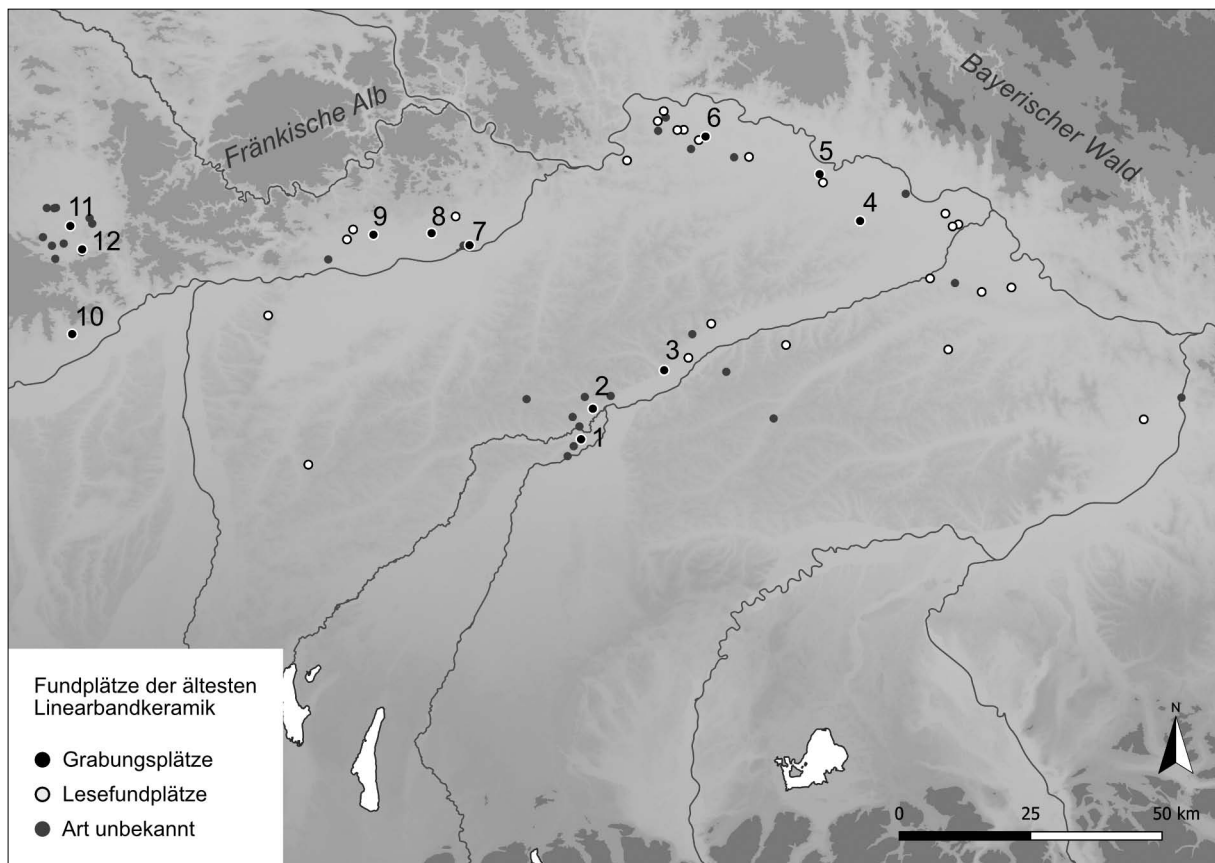 Bayerischer Wald
Fränkische Alb
6
5
4
11
12
9
8
7
10
3
2
1
Fundplätze der ältesten
Linearbandkeramik
Grabungsplätze
Lesefundplätze
Art unbekannt
N
0 25 50 km